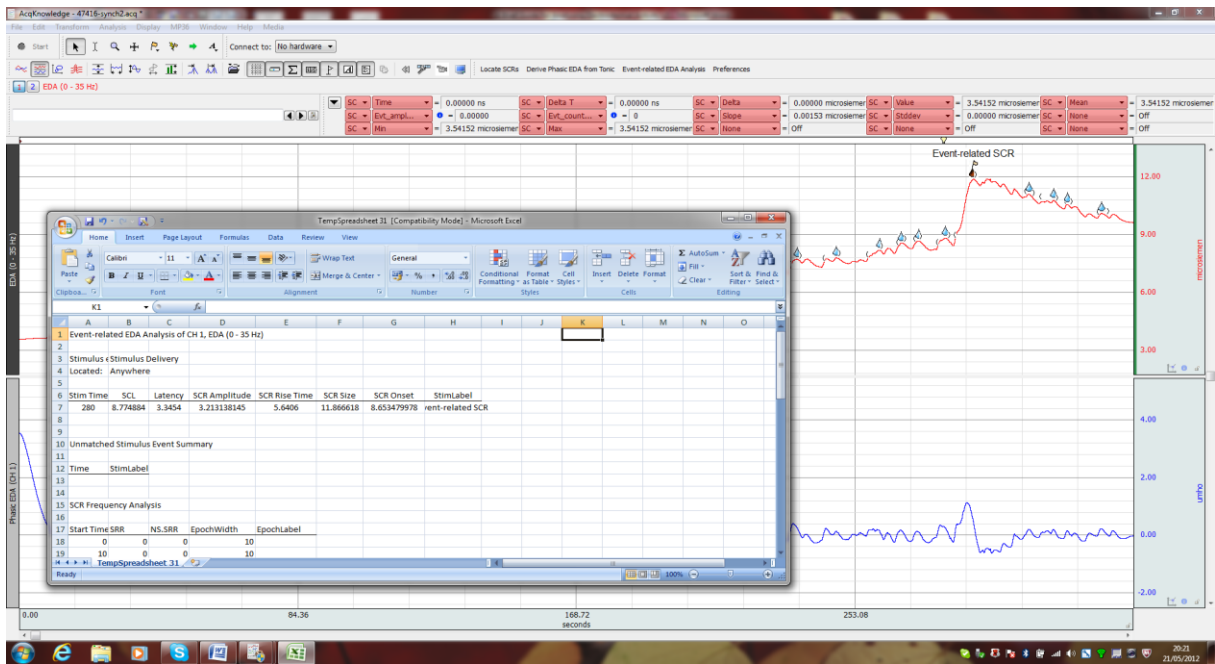 AcqKnowledge - 47416-synch2.acq *
File Edit Transform Analysis Display MP36 Window Help Media
Start Connect to: No hardware
Locate SCRs Derive Phasic EDA from Tonic Event-related EDA Analysis Preferences
1 2 EDA (0 - 35 Hz)
SC Time = 0.00000 ns SC Delta T = 0.00000 ns SC Delta = 0.00000 microsiemer SC Value = 3.54152 microsiemer SC Mean = 3.54152 microsiemer
SC Evt_ampl... = 0.00000 SC Evt_count... = 0 SC Slope = 0.00153 microsiemer SC Stddev = 0.00000 microsiemer SC None = Off
SC Min = 3.54152 microsiemer SC Max = 3.54152 microsiemer SC None = Off SC None = Off SC None = Off
Event-related SCR
12.00
9.00
6.00
3.00
microsiemen
EDA (0 - 35 Hz)
TempSpreadsheet 31 [Compatibility Mode] - Microsoft Excel
Home Insert Page Layout Formulas Data Review View
Paste Calibri 11 Wrap Text General Conditional Formatting Format as Table Cell Styles Insert Delete Format AutoSum Sort & Filter Find & Select
B I U Merge & Center Fill
Clear
Clipboa... Font Alignment Number Styles Cells Editing
K1 fx
A B C D E F G H I J K L M N O
1 Event-related EDA Analysis of CH 1, EDA (0 - 35 Hz)
2
3 Stimulus e Stimulus Delivery
4 Located: Anywhere
5
6 Stim Time SCL Latency SCR Amplitude SCR Rise Time SCR Size SCR Onset StimLabel
7 280 8.774884 3.3454 3.213138145 5.6406 11.866618 8.653479978 vent-related SCR
8
9
10 Unmatched Stimulus Event Summary
11
12 Time StimLabel
13
14
15 SCR Frequency Analysis
16
17 Start Time SRR NS.SRR EpochWidth EpochLabel
18 0 0 0 10
19 10 0 0 10
TempSpreadsheet 31
Ready 100%
4.00
2.00
0.00
-2.00
umho
Phasic EDA (CH 1)
0.00 84.36 168.72 253.08
seconds
20:21
21/05/2012